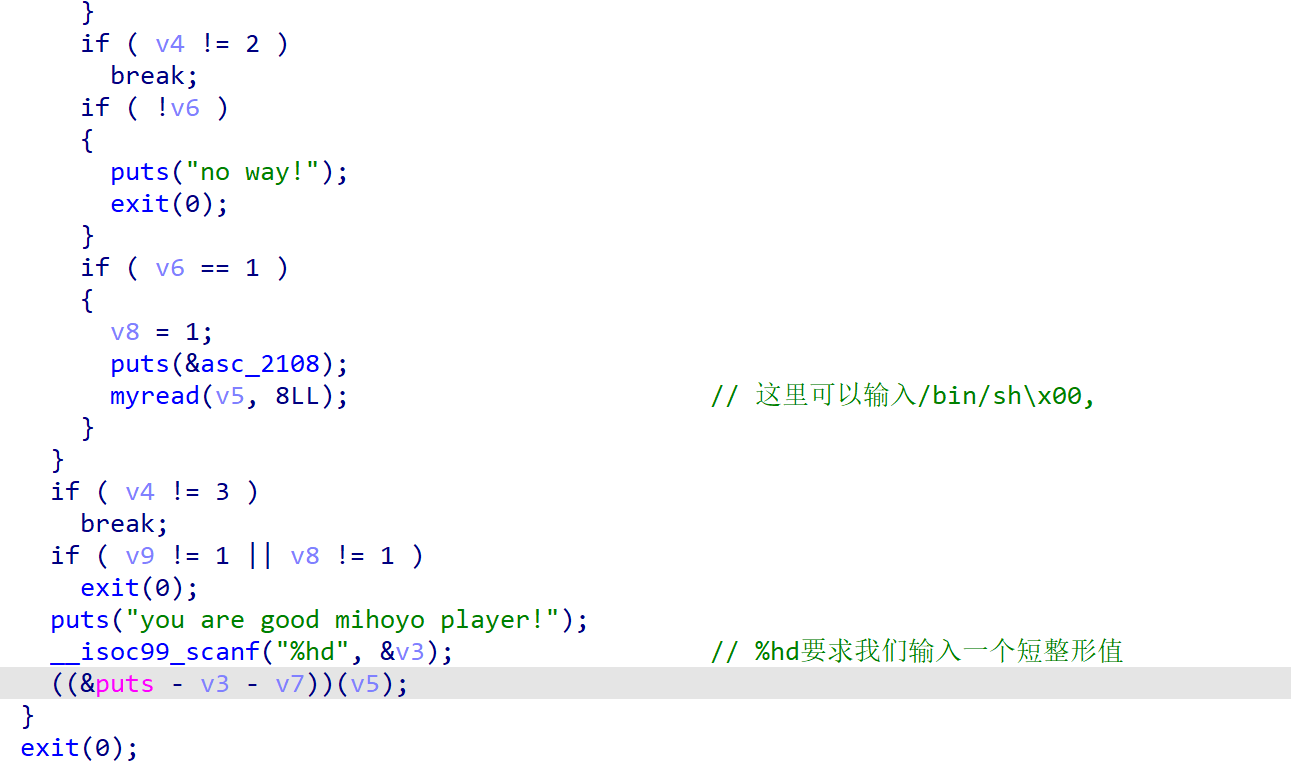 }
if ( v4 != 2 )
break;
if ( !v6 )
{
puts("no way!");
exit(0);
}
if ( v6 == 1 )
{
v8 = 1;
puts(&asc_2108);
myread(v5, 8LL); // 这里可以输入/bin/sh\x00,
}
}
if ( v4 != 3 )
break;
if ( v9 != 1 || v8 != 1 )
exit(0);
puts("you are good mihoyo player!");
__isoc99_scanf("%hd", &v3); // %hd要求我们输入一个短整形值
((&puts - v3 - v7))(v5);
}
exit(0);